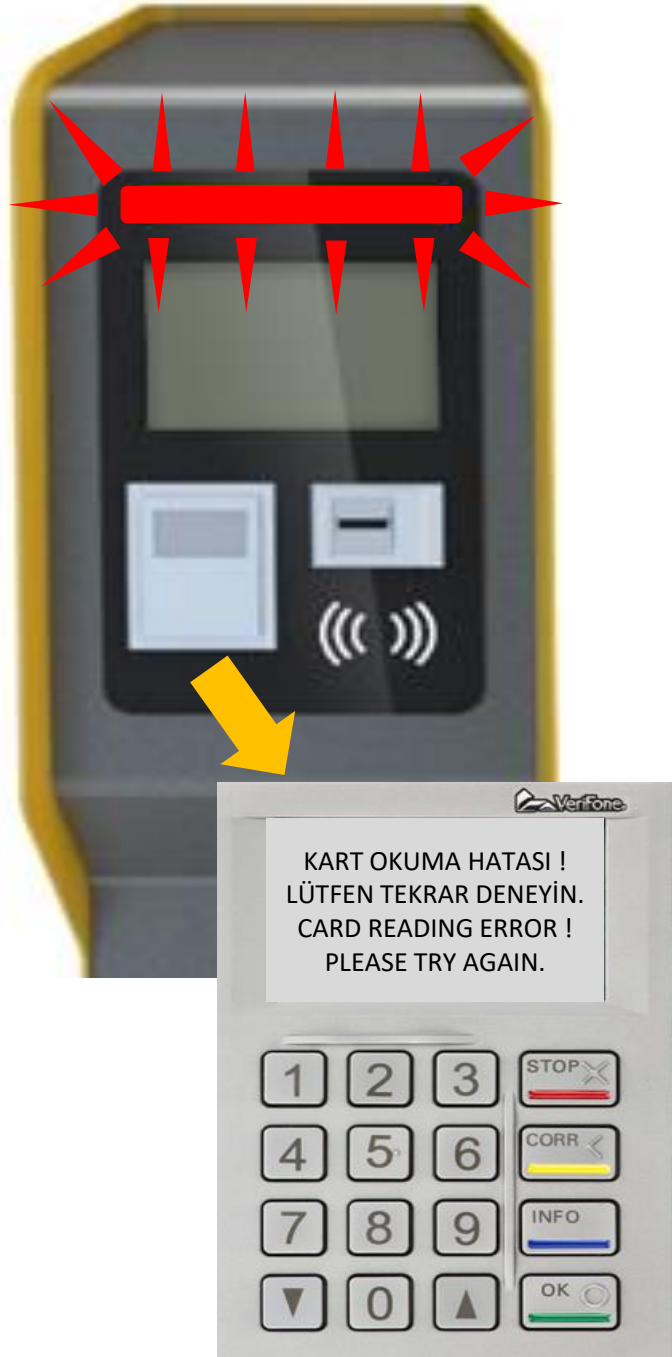 VeriFone.
KART OKUMA HATASI !
LÜTFEN TEKRAR DENEYİN.
CARD READING ERROR !
PLEASE TRY AGAIN.
1 2 3 STOP
4 5 6 CORR
7 8 9 INFO
0 OK